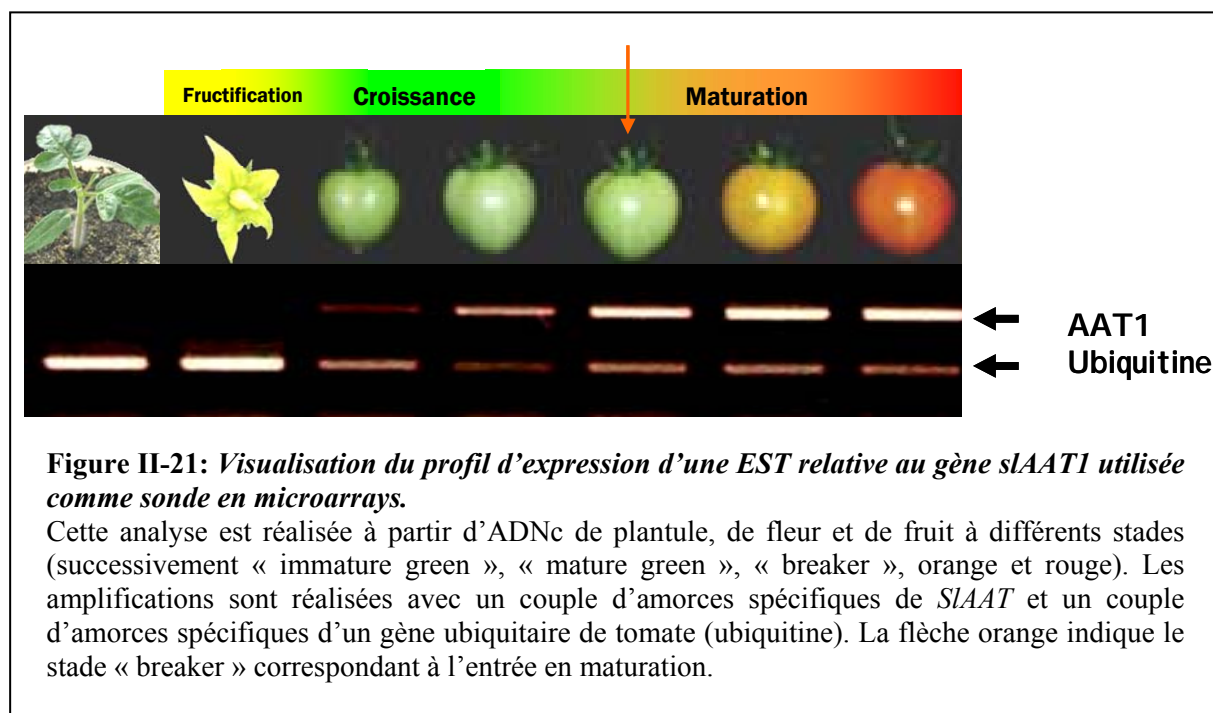 Fructification Croissance Maturation
AAT1
Ubiquitine
Figure II-21: Visualisation du profil d’expression d’une EST relative au gène slAAT1 utilisée
comme sonde en microarrays.
Cette analyse est réalisée à partir d’ADNc de plantule, de fleur et de fruit à différents stades
(successivement « immature green », « mature green », « breaker », orange et rouge). Les
amplifications sont réalisées avec un couple d’amorces spécifiques de SlAAT et un couple
d’amorces spécifiques d’un gène ubiquitaire de tomate (ubiquitine). La flèche orange indique le
stade « breaker » correspondant à l’entrée en maturation.